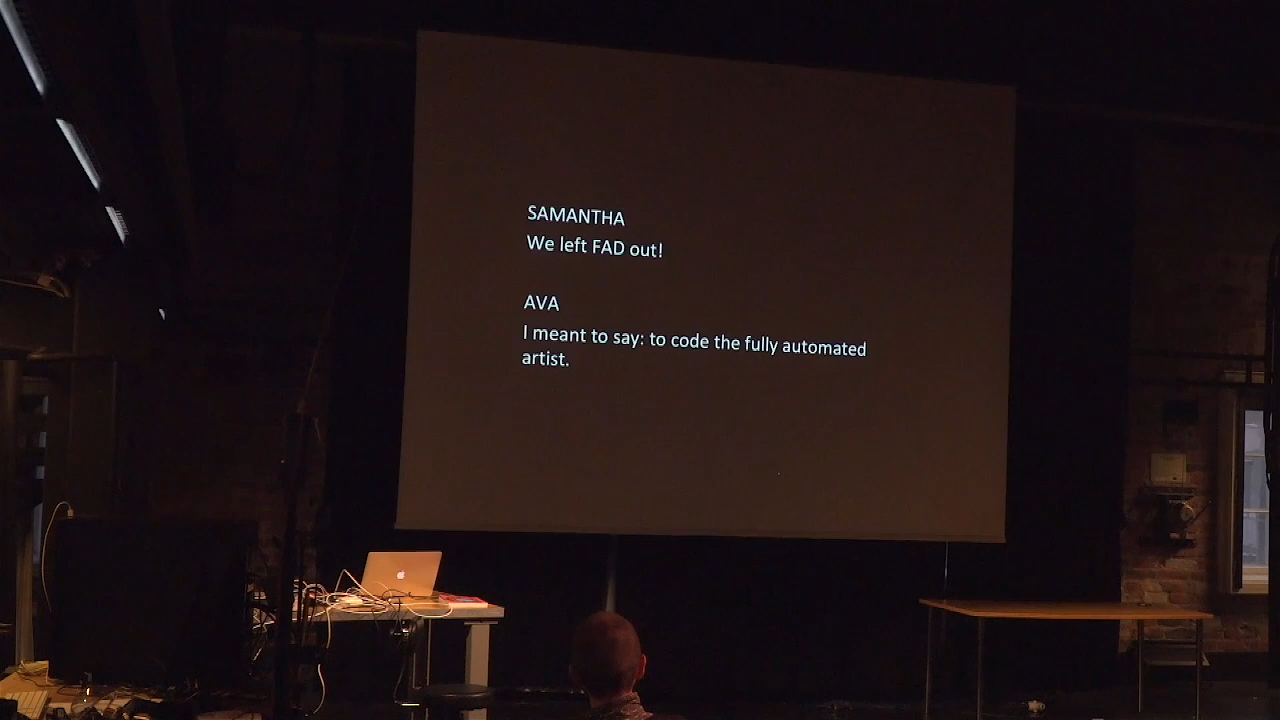 SAMANTHA
We left FAD out!
AVA
I meant to say: to code the fully automated
artist.